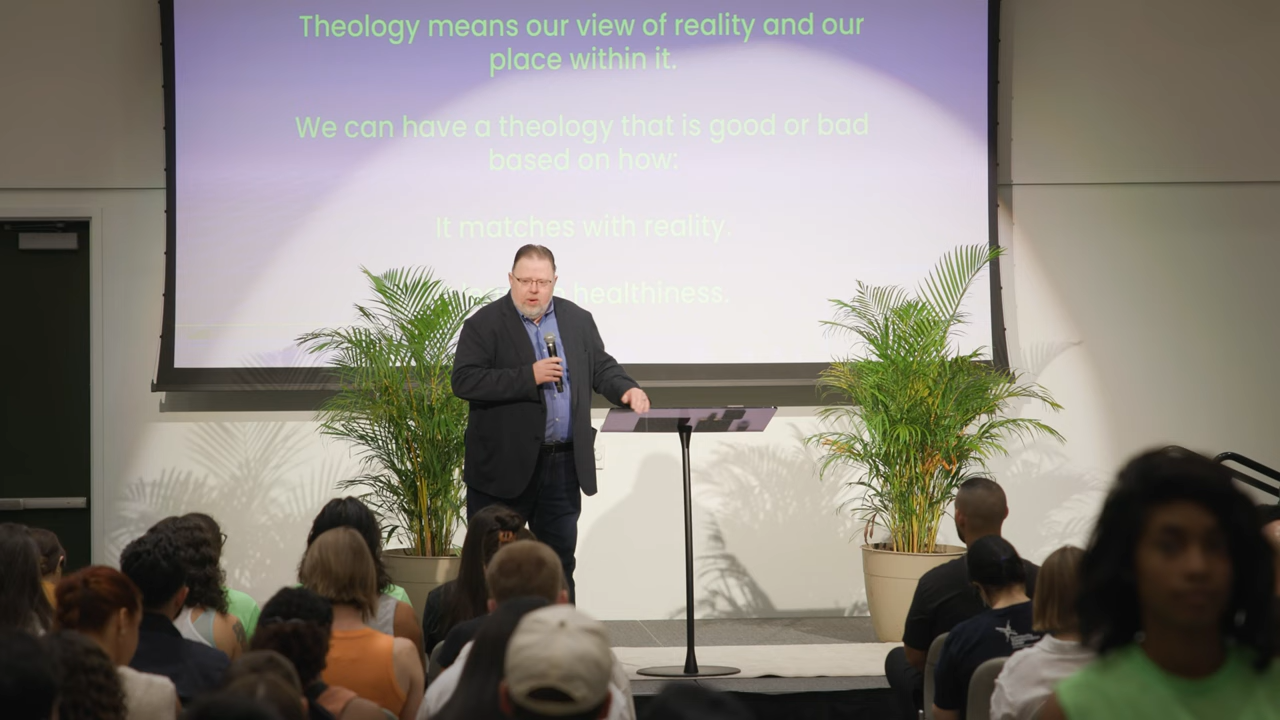 Theology means our view of reality and our
place within it.
We can have a theology that is good or bad
based on how:
It matches with reality.
healthiness.